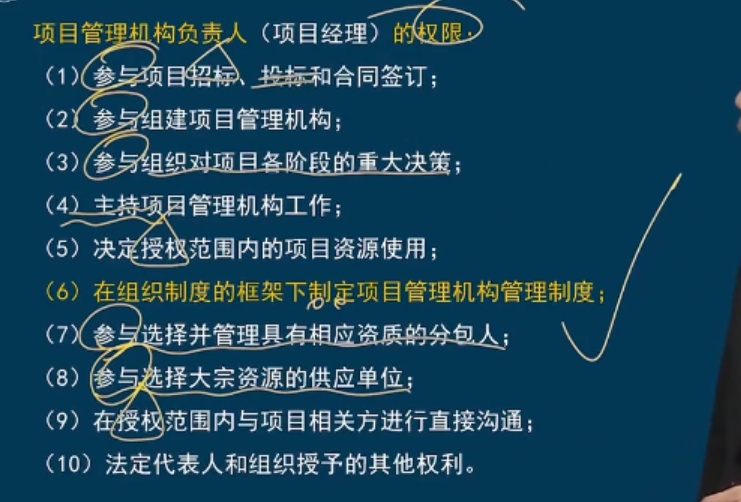 项目管理机构负责人（项目经理）的权限：
（1）参与项目招标、投标和合同签订；
（2）参与组建项目管理机构；
（3）参与组织对项目各阶段的重大决策；
（4）主持项目管理机构工作；
（5）决定授权范围内的项目资源使用；
（6）在组织制度的框架下制定项目管理机构管理制度；
（7）参与选择并管理具有相应资质的分包人；
（8）参与选择大宗资源的供应单位；
（9）在授权范围内与项目相关方进行直接沟通；
（10）法定代表人和组织授予的其他权利。